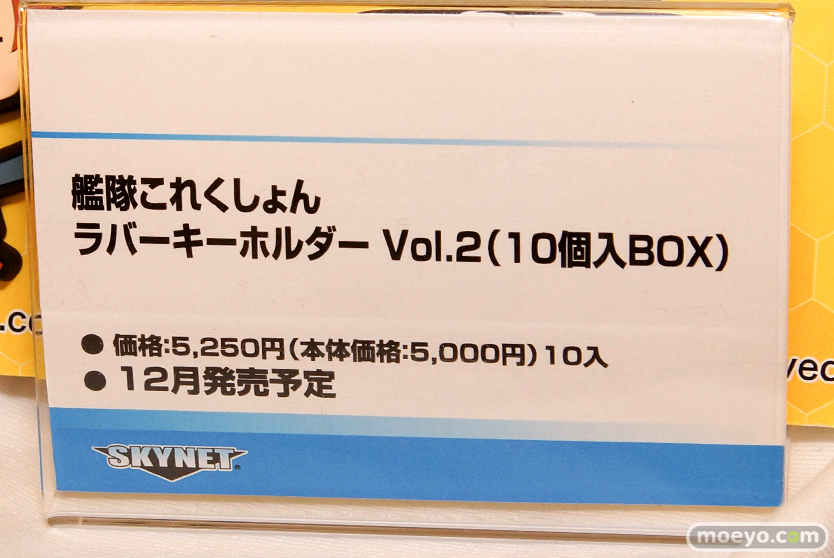 艦隊これくしょん
ラバーキーホルダー Vol.2(10個入BOX)
● 価格:5,250円(本体価格:5,000円)10入
● 12月発売予定
SKYNET®
moeyo.com